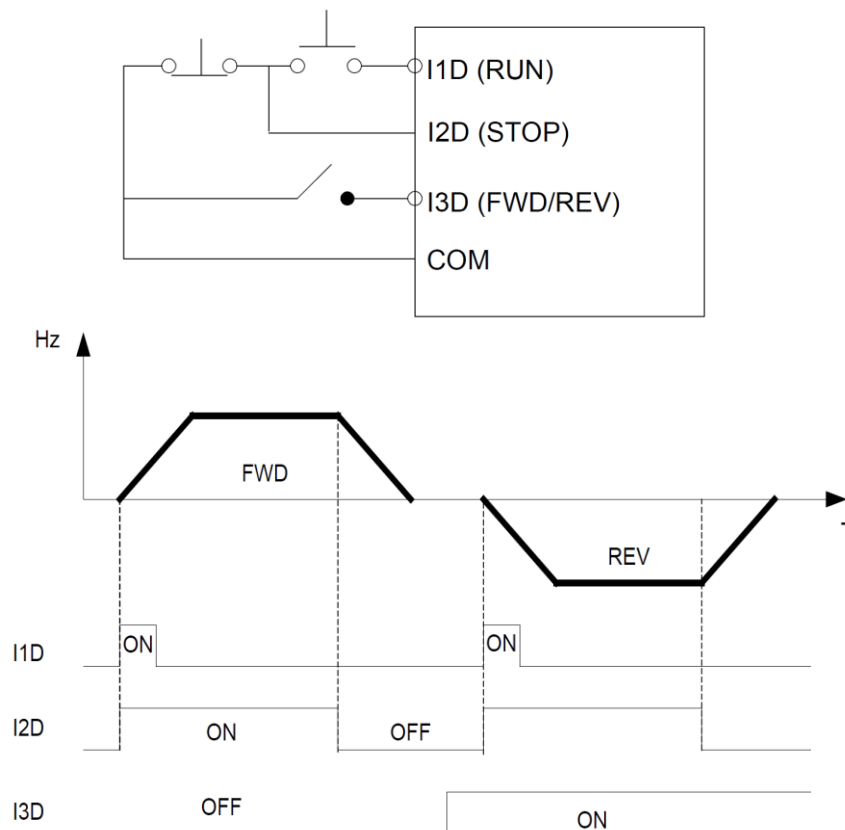 I1D (RUN)
I2D (STOP)
I3D (FWD/REV)
COM
Hz
FWD
REV
I1D ON ON
I2D ON OFF
I3D OFF ON